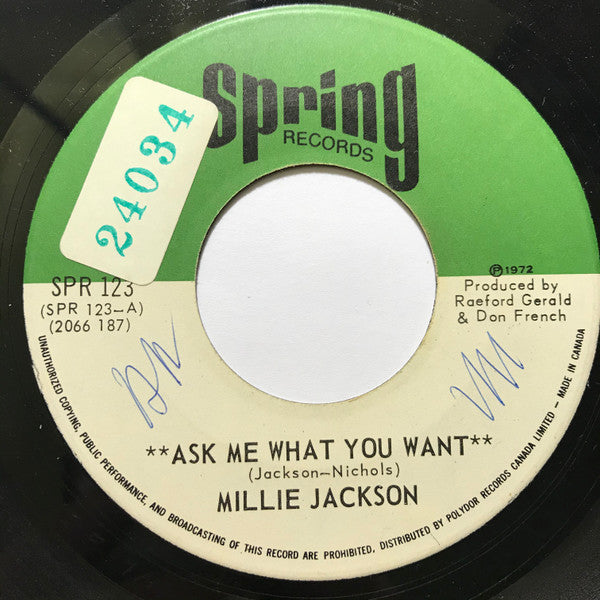 Spring
RECORDS
24034
SPR 123
(SPR 123-A)
(2066 187)
℗ 1972
Produced by
Raeford Gerald
& Don French
**ASK ME WHAT YOU WANT**
(Jackson-Nichols)
MILLIE JACKSON
UNAUTHORIZED COPYING, PUBLIC PERFORMANCE, AND BROADCASTING OF THIS RECORD ARE PROHIBITED, DISTRIBUTED BY POLYDOR RECORDS CANADA LIMITED – MADE IN CANADA